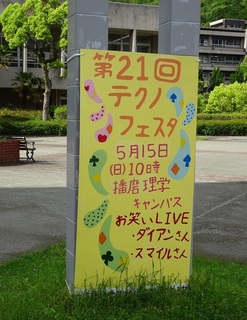 第21回
テクノ
フェスタ
5月15日
(日)10時
播磨理学
キャンパス
お笑いLIVE
・ダイアンさん
・スマイルさん